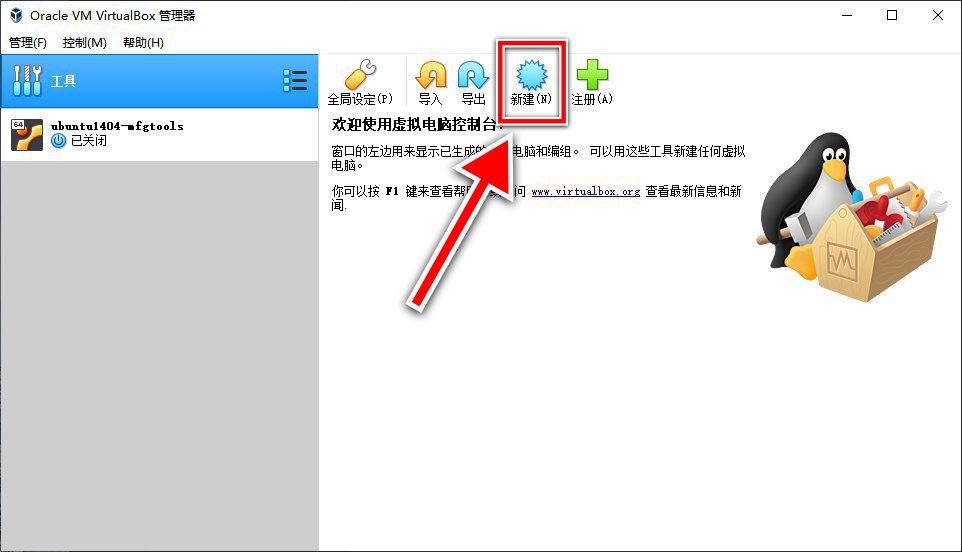 Oracle VM VirtualBox 管理器
管理(F) 控制(M) 帮助(H)
工具
全局设定(P) 导入 导出 新建(N) 注册(A)
64
ubuntu1404-mfgtools
已关闭
欢迎使用虚拟电脑控制台!
窗口的左边用来显示已生成的 电脑和编组。 可以用这些工具新建任何虚拟
电脑。
你可以按 F1 键来查看帮 问 www.virtualbox.org 查看最新信息和新
闻.